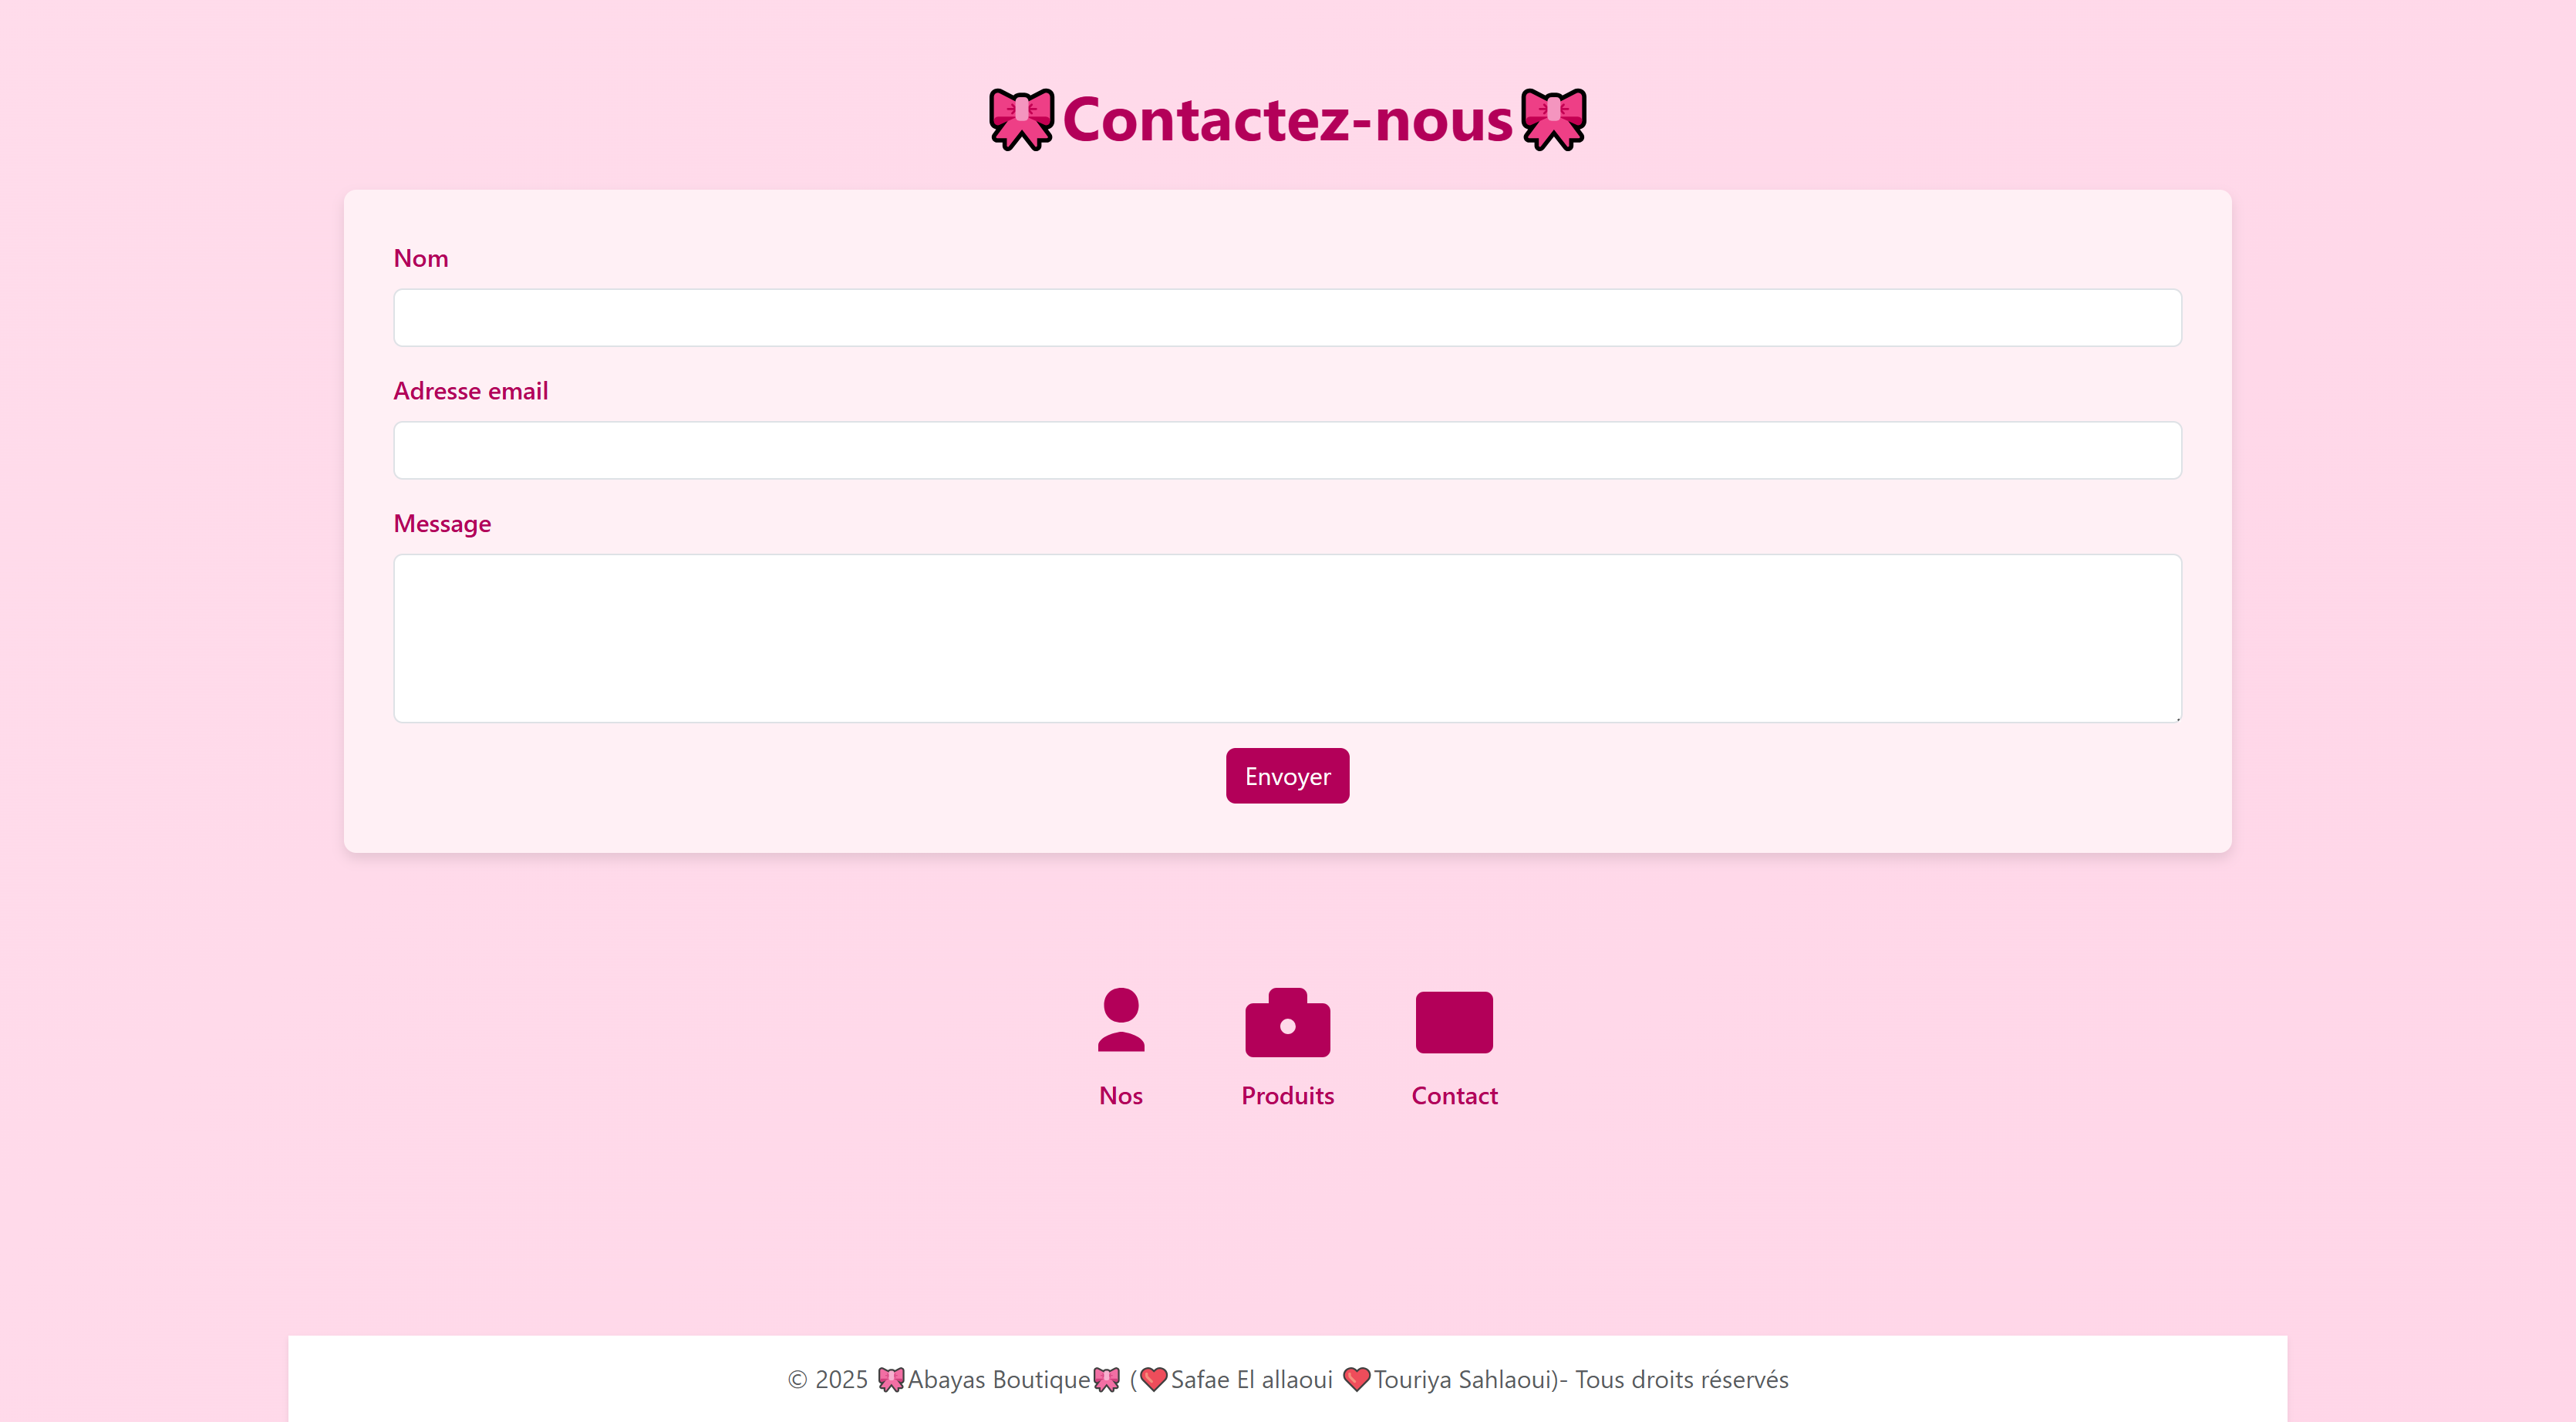 🎀Contactez-nous🎀
Nom
Adresse email
Message
Envoyer
Nos Produits Contact
© 2025 🎀Abayas Boutique🎀 (❤️Safae El allaoui ❤️Touriya Sahlaoui)- Tous droits réservés